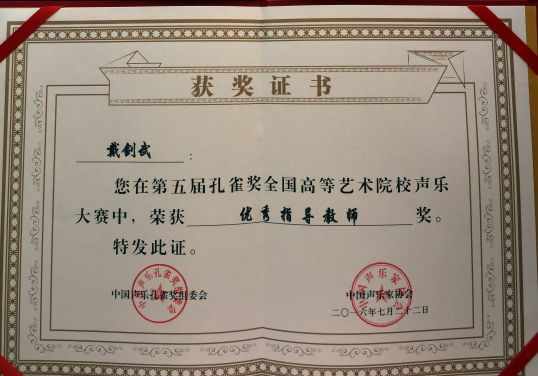 获奖证书
戴剑武：
您在第五届孔雀奖全国高等艺术院校声乐
大赛中，荣获优秀指导教师奖。
特发此证。
中国声乐孔雀奖组委会
中国声乐家协会
二〇一六年七月二十二日